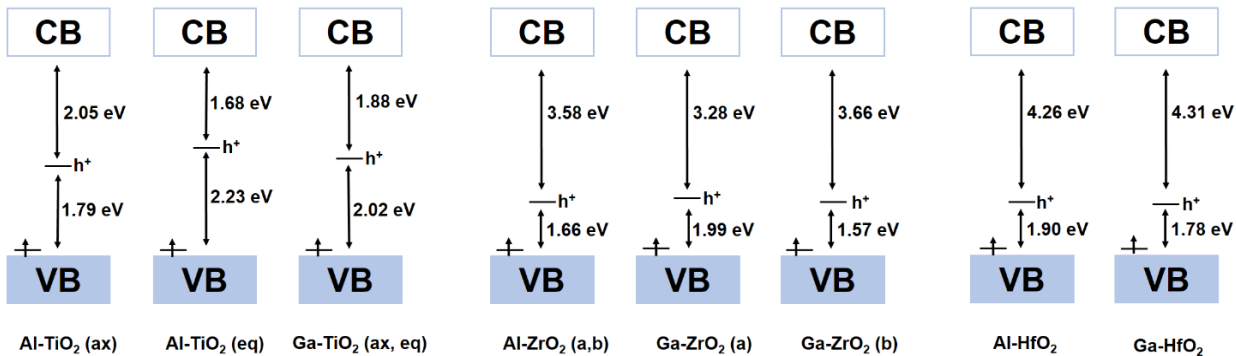 CB CB CB CB CB CB CB CB
2.05 eV 1.68 eV 1.88 eV 3.58 eV 3.28 eV 3.66 eV 4.26 eV 4.31 eV
h⁺ h⁺ h⁺ h⁺ h⁺ h⁺ h⁺ h⁺
1.79 eV 2.23 eV 2.02 eV 1.66 eV 1.99 eV 1.57 eV 1.90 eV 1.78 eV
VB VB VB VB VB VB VB VB
Al-TiO₂ (ax) Al-TiO₂ (eq) Ga-TiO₂ (ax, eq) Al-ZrO₂ (a,b) Ga-ZrO₂ (a) Ga-ZrO₂ (b) Al-HfO₂ Ga-HfO₂